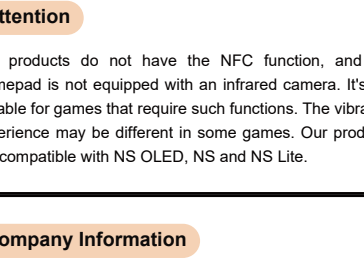 ttention
products do not have the NFC function, and
epad is not equipped with an infrared camera. It's
able for games that require such functions. The vibra
erience may be different in some games. Our prod
compatible with NS OLED, NS and NS Lite.
ompany Information